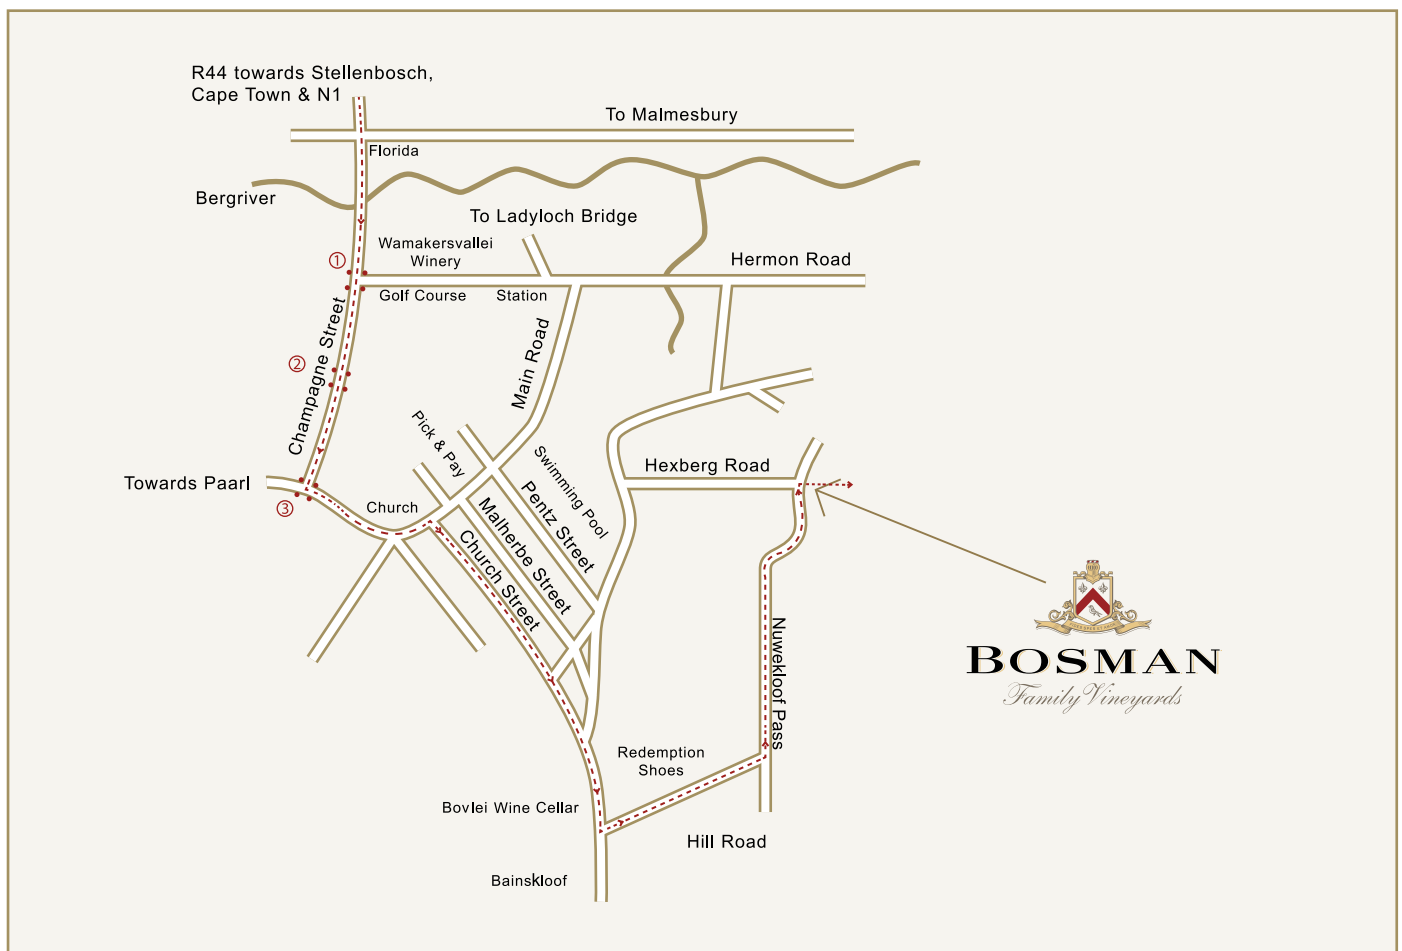 R44 towards Stellenbosch,
Cape Town & N1
To Malmesbury
Florida
Bergriver
To Ladyloch Bridge
Wamakersvallei
Winery
Hermon Road
①
Golf Course
Station
Champagne Street
Main Road
②
Pick & Pay
Swimming Pool
Hexberg Road
Towards Paarl
③
Church
Pentz Street
Malherbe Street
Church Street
Nuwekloof Pass
BOSMAN
Family Vineyards
Redemption
Shoes
Bovlei Wine Cellar
Hill Road
Bainskloof